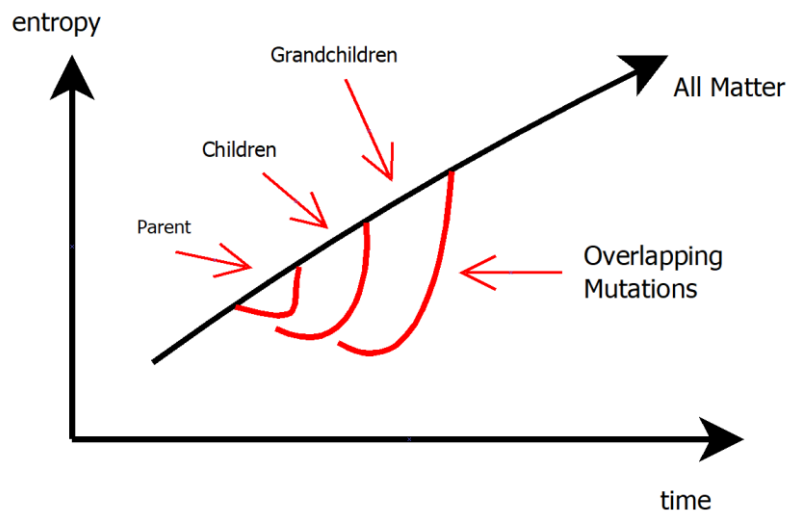 entropy
Grandchildren
All Matter
Children
Parent
Overlapping
Mutations
time